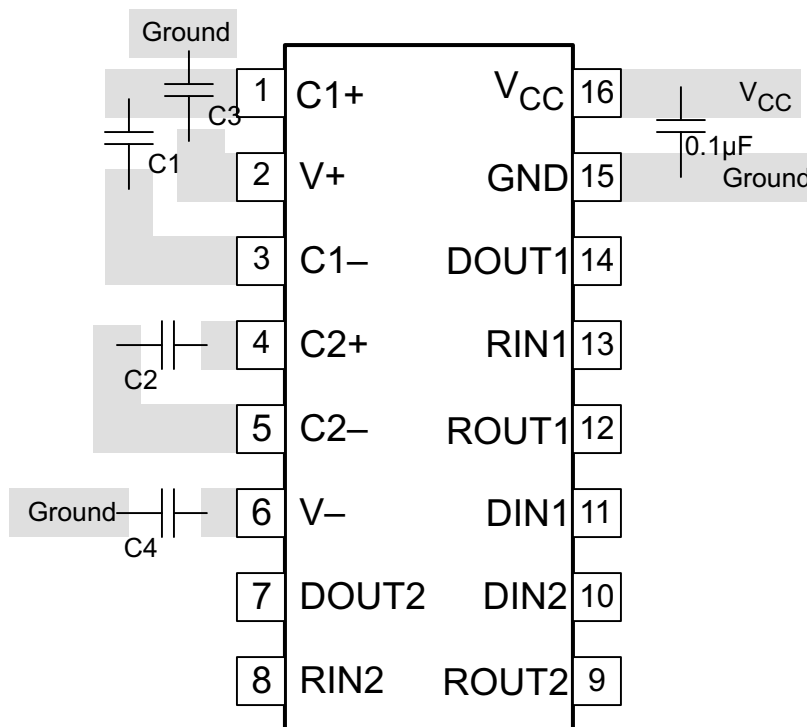 Ground
1 C1+ V_CC 16 V_CC
C3
C1 0.1µF
2 V+ GND 15 Ground
3 C1– DOUT1 14
4 C2+ RIN1 13
C2
5 C2– ROUT1 12
Ground 6 V– DIN1 11
C4
7 DOUT2 DIN2 10
8 RIN2 ROUT2 9